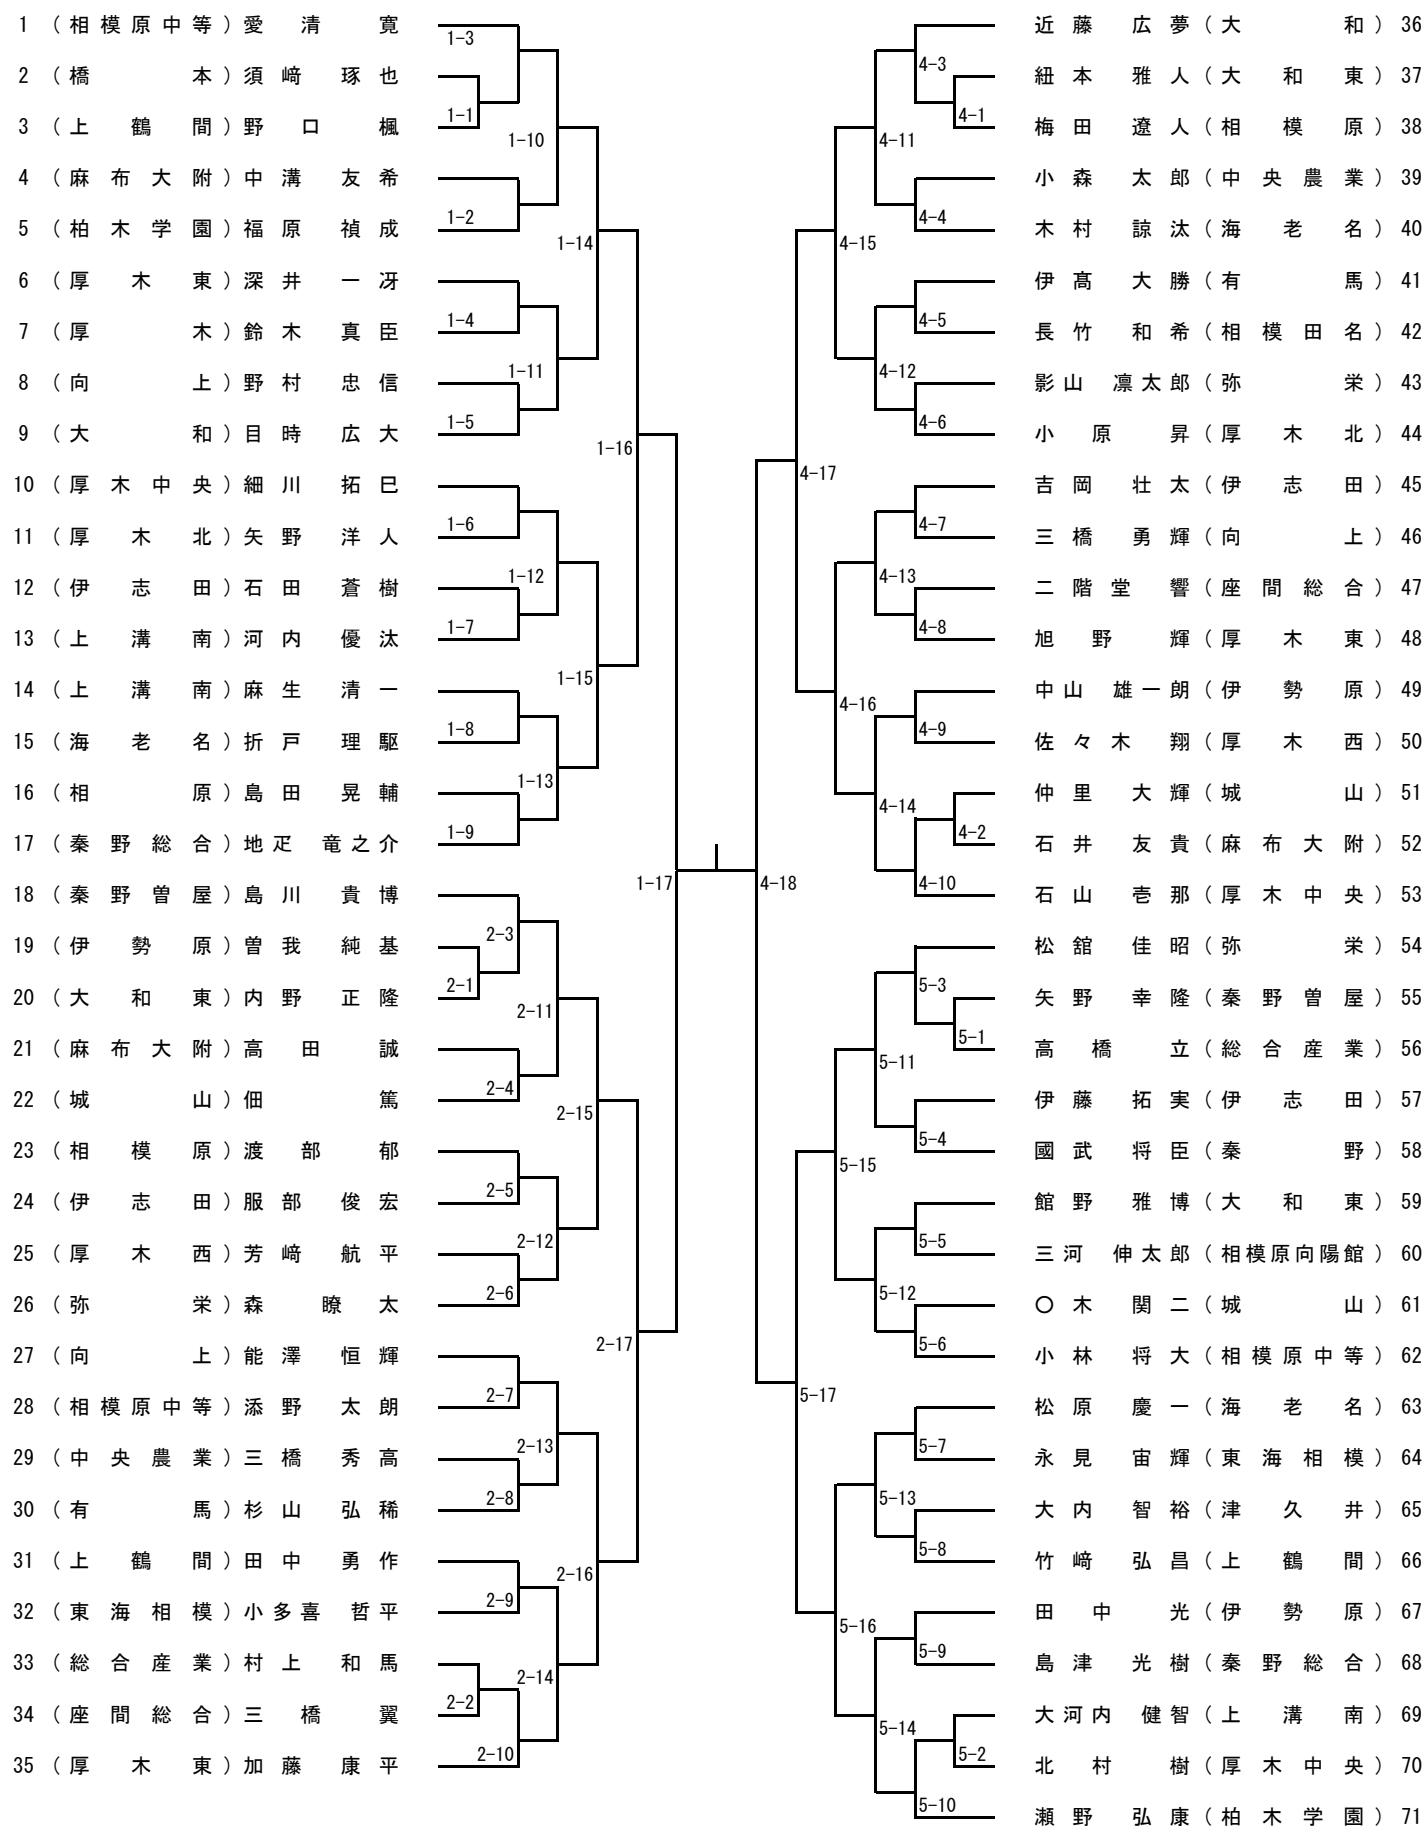 1 （相模原中等）愛清寛
2 （橋本）須﨑琢也
3 （上鶴間）野口楓
4 （麻布大附）中溝友希
5 （柏木学園）福原禎成
6 （厚木東）深井一冴
7 （厚木）鈴木真臣
8 （向上）野村忠信
9 （大和）目時広大
10 （厚木中央）細川拓巳
11 （厚木北）矢野洋人
12 （伊志田）石田蒼樹
13 （上溝南）河内優汰
14 （上溝南）麻生清一
15 （海老名）折戸理駆
16 （相原）島田晃輔
17 （秦野総合）地疋竜之介
18 （秦野曽屋）島川貴博
19 （伊勢原）曽我純基
20 （大和東）内野正隆
21 （麻布大附）高田誠
22 （城山）佃篤
23 （相模原）渡部郁
24 （伊志田）服部俊宏
25 （厚木西）芳﨑航平
26 （弥栄）森瞭太
27 （向上）能澤恒輝
28 （相模原中等）添野太朗
29 （中央農業）三橋秀高
30 （有馬）杉山弘稀
31 （上鶴間）田中勇作
32 （東海相模）小多喜哲平
33 （総合産業）村上和馬
34 （座間総合）三橋翼
35 （厚木東）加藤康平
1-3
1-1
1-10
1-2
1-14
1-4
1-11
1-5
1-16
1-6
1-12
1-7
1-15
1-8
1-13
1-9
1-17
2-3
2-1
2-11
2-4
2-15
2-5
2-12
2-6
2-17
2-7
2-13
2-8
2-16
2-9
2-14
2-2
2-10
4-3
4-1
4-11
4-4
4-15
4-5
4-12
4-6
4-17
4-7
4-13
4-8
4-16
4-9
4-14
4-2
4-10
4-18
5-3
5-1
5-11
5-4
5-15
5-5
5-12
5-6
5-17
5-7
5-13
5-8
5-16
5-9
5-14
5-2
5-10
近藤広夢（大和）36
紐本雅人（大和東）37
梅田遼人（相模原）38
小森太郎（中央農業）39
木村諒汰（海老名）40
伊髙大勝（有馬）41
長竹和希（相模田名）42
影山凛太郎（弥栄）43
小原昇（厚木北）44
吉岡壮太（伊志田）45
三橋勇輝（向上）46
二階堂響（座間総合）47
旭野輝（厚木東）48
中山雄一朗（伊勢原）49
佐々木翔（厚木西）50
仲里大輝（城山）51
石井友貴（麻布大附）52
石山壱那（厚木中央）53
松舘佳昭（弥栄）54
矢野幸隆（秦野曽屋）55
高橋立（総合産業）56
伊藤拓実（伊志田）57
國武将臣（秦野）58
館野雅博（大和東）59
三河伸太郎（相模原向陽館）60
〇木関二（城山）61
小林将大（相模原中等）62
松原慶一（海老名）63
永見宙輝（東海相模）64
大内智裕（津久井）65
竹﨑弘昌（上鶴間）66
田中光（伊勢原）67
島津光樹（秦野総合）68
大河内健智（上溝南）69
北村樹（厚木中央）70
瀬野弘康（柏木学園）71